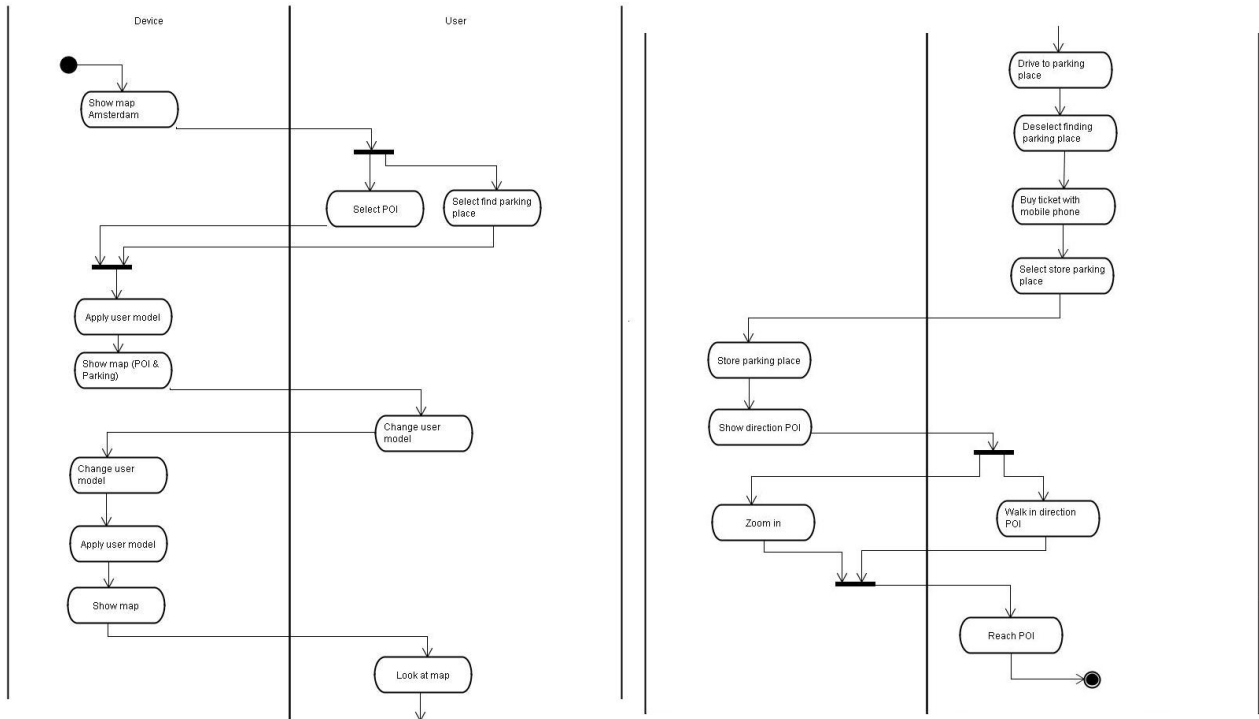 Device
User
Show map
Amsterdam
Select POI
Select find parking
place
Apply user model
Show map (POI &
Parking)
Change user
model
Change user
model
Apply user model
Show map
Look at map
Drive to parking
place
Deselect finding
parking place
Buy ticket with
mobile phone
Select store parking
place
Store parking place
Show direction POI
Zoom in
Walk in direction
POI
Reach POI